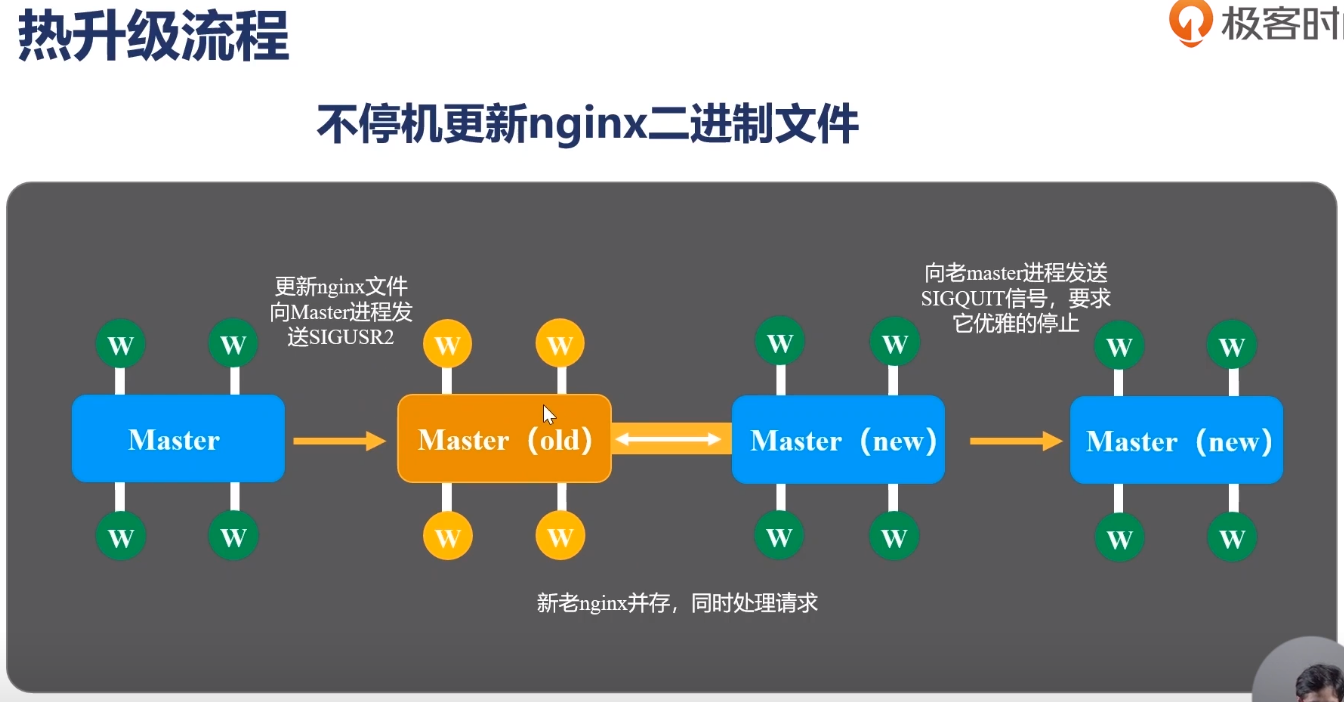 热升级流程
极客时
不停机更新nginx二进制文件
更新nginx文件
向Master进程发
送SIGUSR2
向老master进程发送
SIGQUIT信号，要求
它优雅的停止
W W W W W W W W
Master Master（old） Master（new） Master（new）
W W W W W W W W
新老nginx并存，同时处理请求